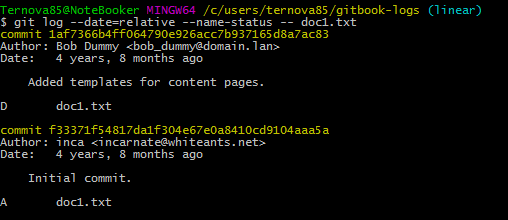 Ternova85@NoteBooker MINGW64 /c/users/ternova85/gitbook-logs (linear)
$ git log --date=relative --name-status -- doc1.txt
commit 1af7366b4ff064790e926acc7b937165d8a7ac83
Author: Bob Dummy <bob_dummy@domain.lan>
Date:   4 years, 8 months ago

    Added templates for content pages.

D       doc1.txt

commit f33371f54817da1f304e67e0a8410cd9104aaa5a
Author: inca <incarnate@whiteants.net>
Date:   4 years, 8 months ago

    Initial commit.

A       doc1.txt